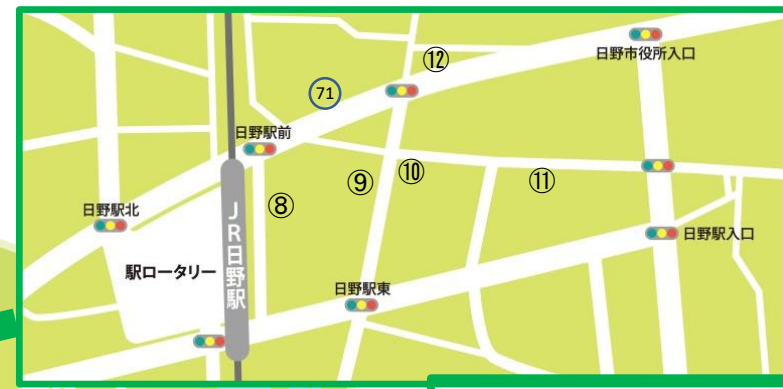 ⑫
日野市役所入口
71
日野駅前
⑨
⑩
⑪
⑧
日野駅北
JR日野駅
日野駅入口
駅ロータリー
日野駅東